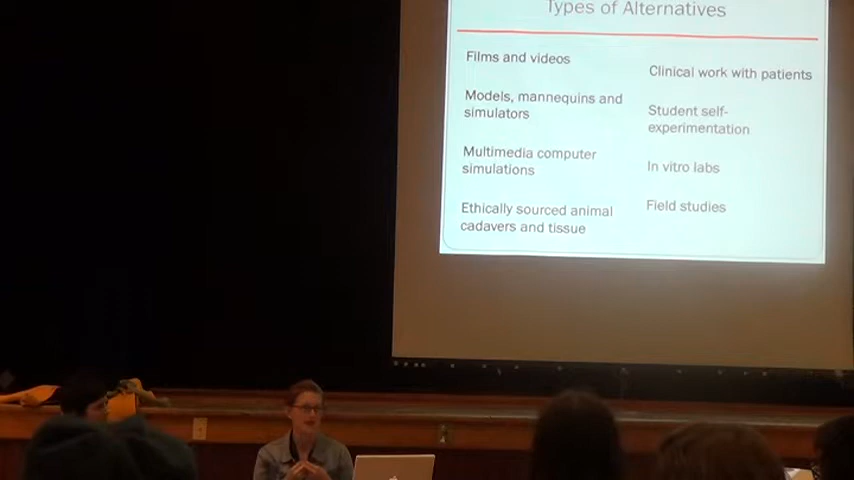 Types of Alternatives
Films and videos
Models, mannequins and
simulators
Multimedia computer
simulations
Ethically sourced animal
cadavers and tissue
Clinical work with patients
Student self-
experimentation
In vitro labs
Field studies